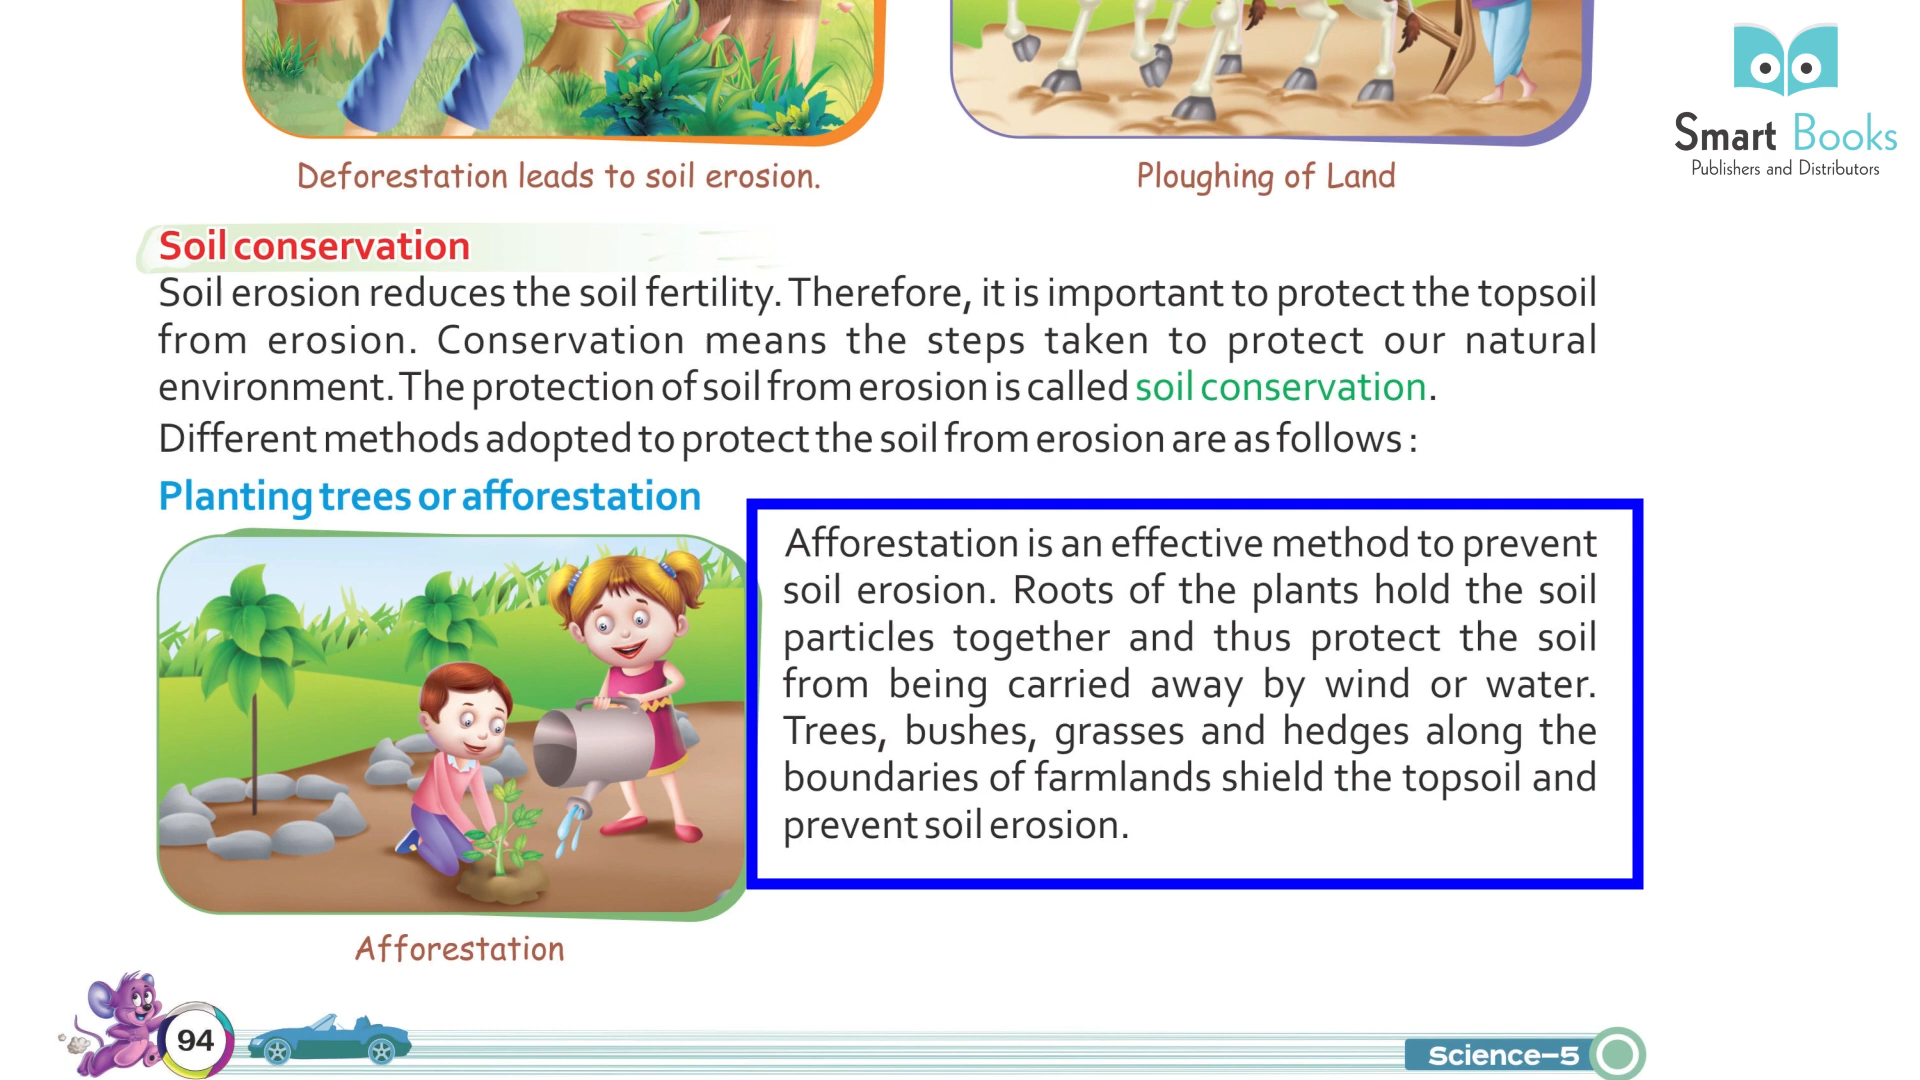 Smart Books
Publishers and Distributors
Deforestation leads to soil erosion.
Ploughing of Land
Soil conservation
Soil erosion reduces the soil fertility. Therefore, it is important to protect the topsoil
from erosion. Conservation means the steps taken to protect our natural
environment. The protection of soil from erosion is called soil conservation.
Different methods adopted to protect the soil from erosion are as follows :
Planting trees or afforestation
Afforestation is an effective method to prevent
soil erosion. Roots of the plants hold the soil
particles together and thus protect the soil
from being carried away by wind or water.
Trees, bushes, grasses and hedges along the
boundaries of farmlands shield the topsoil and
prevent soil erosion.
Afforestation
94
Science–5